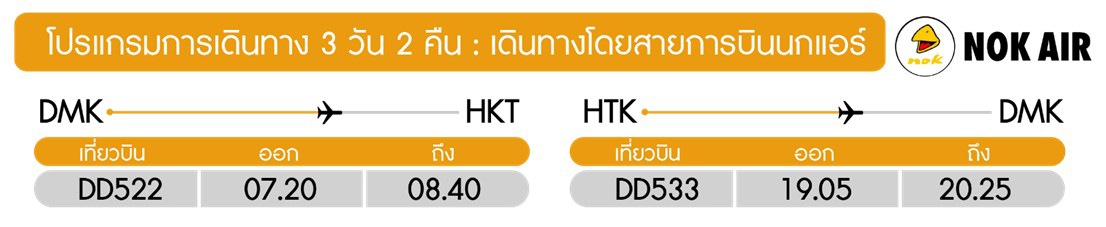 โปรแกรมการเดินทาง 3 วัน 2 คืน : เดินทางโดยสายการบินนกแอร์
nok
NOK AIR
DMK HKT
เที่ยวบิน ออก ถึง
DD522 07.20 08.40
HTK DMK
เที่ยวบิน ออก ถึง
DD533 19.05 20.25